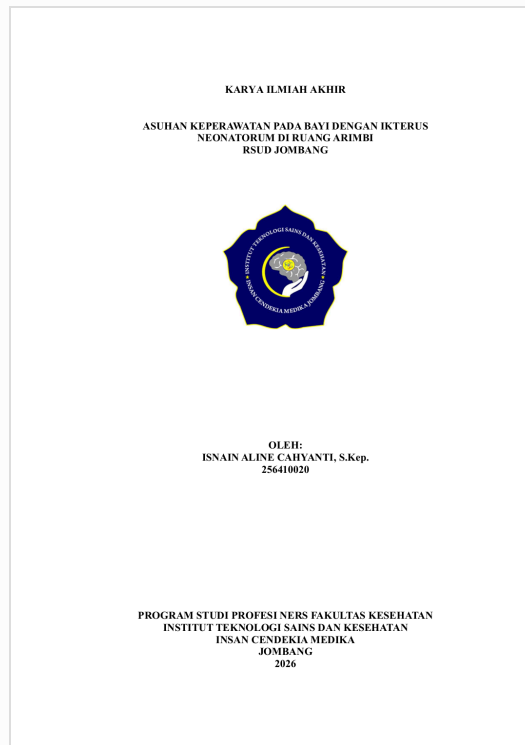 KARYA ILMIAH AKHIR
ASUHAN KEPERAWATAN PADA BAYI DENGAN IKTERUS
NEONATORUM DI RUANG ARIMBI
RSUD JOMBANG
INSTITUT TEKNOLOGI SAINS DAN KESEHATAN
INSAN CENDEKIA MEDIKA JOMBANG
OLEH:
ISNAIN ALINE CAHYANTI, S.Kep.
256410020
PROGRAM STUDI PROFESI NERS FAKULTAS KESEHATAN
INSTITUT TEKNOLOGI SAINS DAN KESEHATAN
INSAN CENDEKIA MEDIKA
JOMBANG
2026